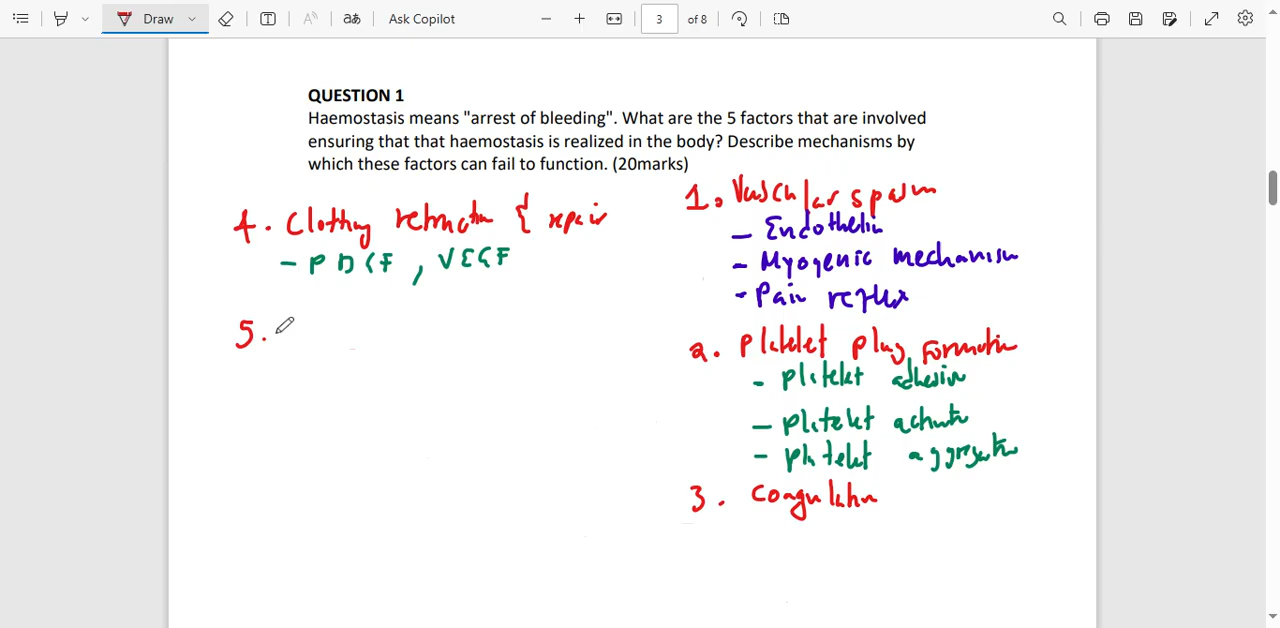 Draw
Ask Copilot
3 of 8
QUESTION 1
Haemostasis means "arrest of bleeding". What are the 5 factors that are involved
ensuring that that haemostasis is realized in the body? Describe mechanisms by
which these factors can fail to function. (20marks)
1. Vascular spasm
- Endothelin
- Myogenic mechanism
- Pain reflex
2. Platelet plug formation
- platelet adhesion
- platelet activation
- platelet aggregation
3. Coagulation
4. Clotting retraction & repair
- PDGF, VEGF
5.